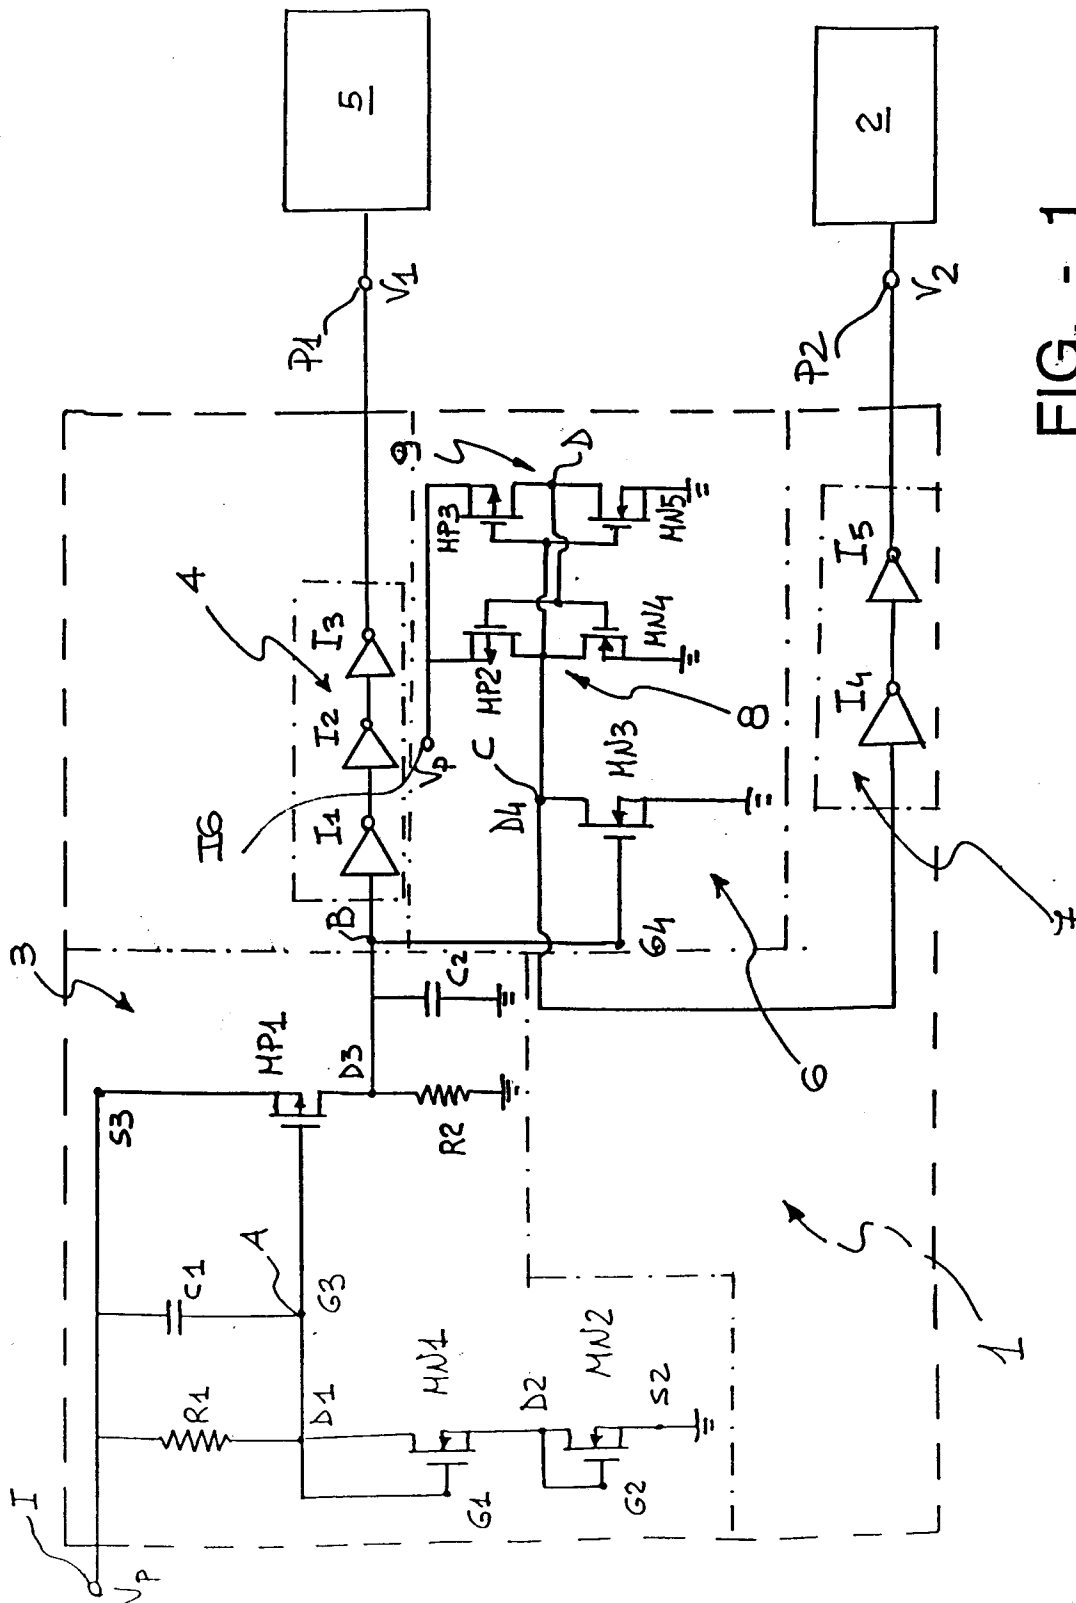 I
Vp
S3
R1
C1
A
D1
G3
G1
MN1
D2
G2
MN2
S2
MP1
D3
R2
C2
3
B
I1
I2
I3
4
P1
V1
5
I6
Vp
C
D4
MN3
G4
MP2
MN4
8
MP3
MN5
9
D
6
I4
I5
7
P2
V2
2
1
FIG. - 1